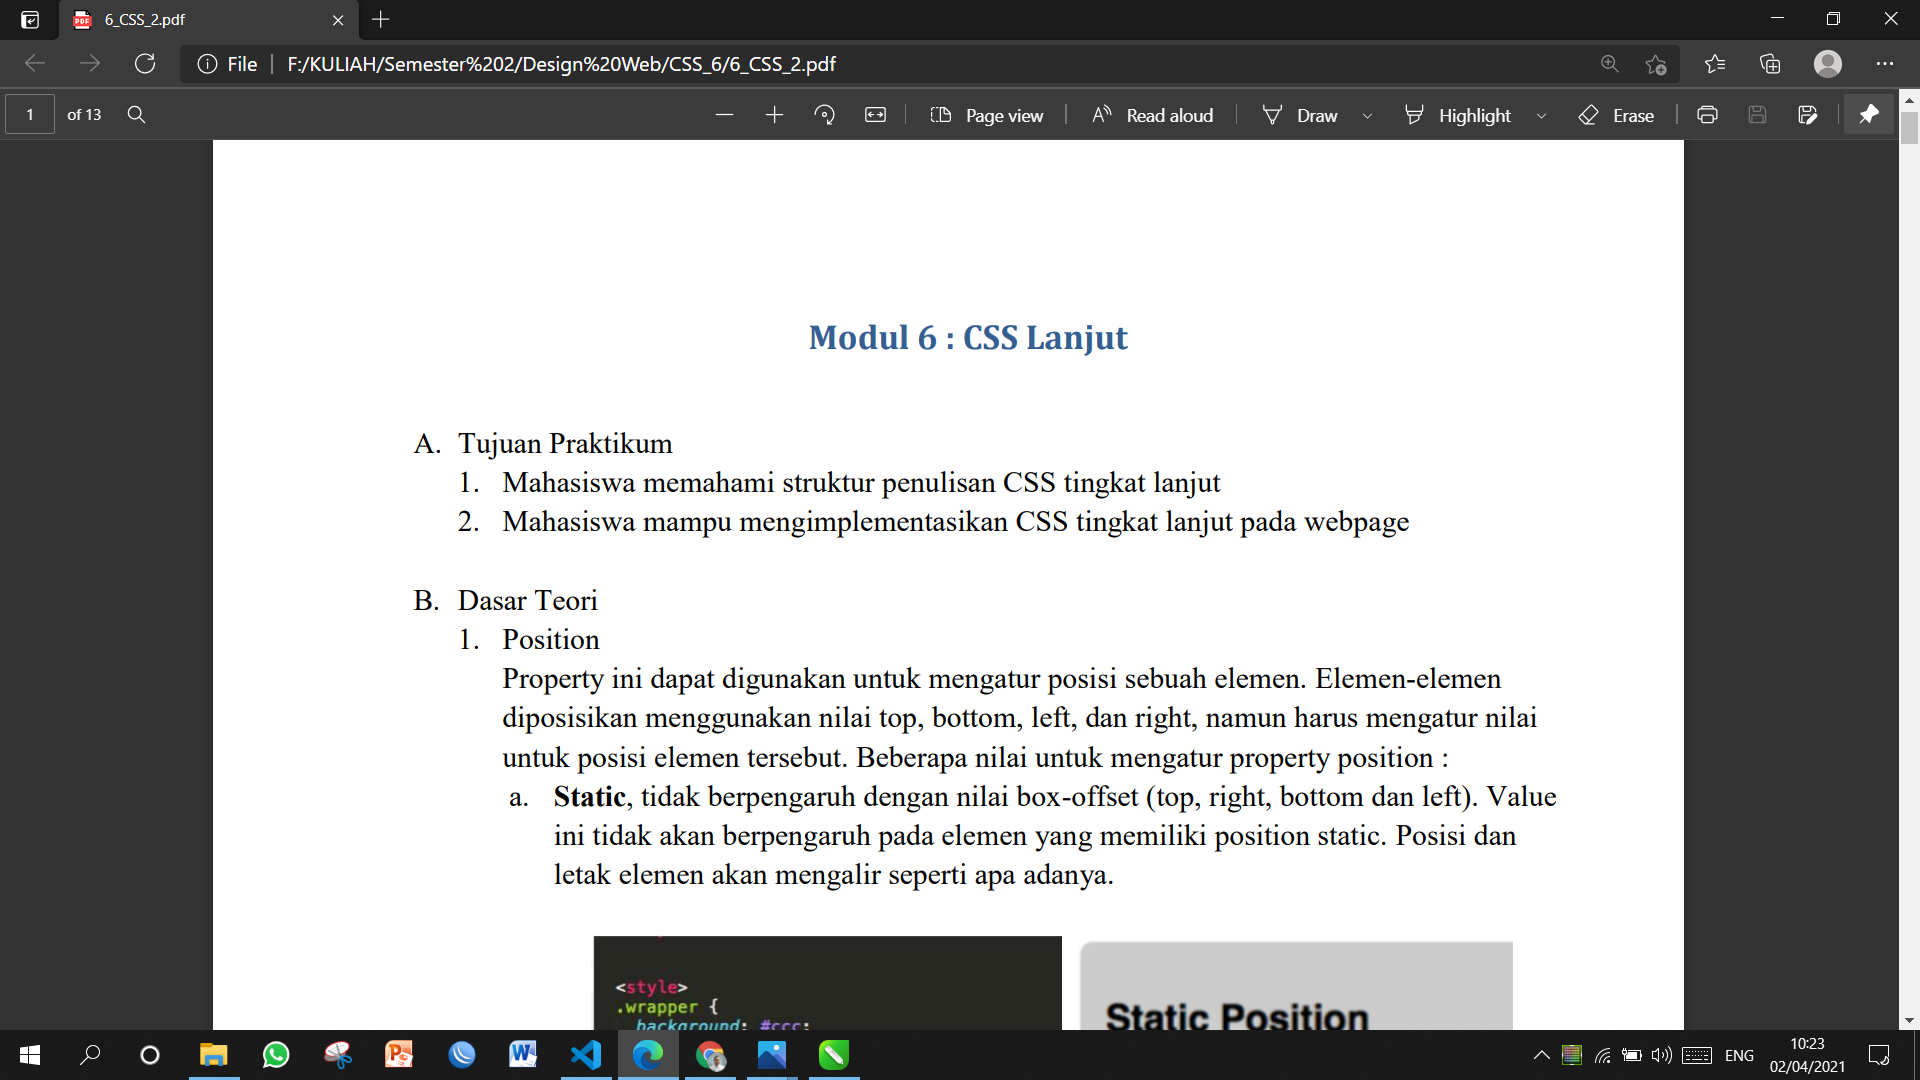 6_CSS_2.pdf
File
F:/KULIAH/Semester%202/Design%20Web/CSS_6/6_CSS_2.pdf
1 of 13
Page view
Read aloud
Draw
Highlight
Erase
Modul 6 : CSS Lanjut
A. Tujuan Praktikum
1. Mahasiswa memahami struktur penulisan CSS tingkat lanjut
2. Mahasiswa mampu mengimplementasikan CSS tingkat lanjut pada webpage
B. Dasar Teori
1. Position
Property ini dapat digunakan untuk mengatur posisi sebuah elemen. Elemen-elemen
diposisikan menggunakan nilai top, bottom, left, dan right, namun harus mengatur nilai
untuk posisi elemen tersebut. Beberapa nilai untuk mengatur property position :
a. Static, tidak berpengaruh dengan nilai box-offset (top, right, bottom dan left). Value
ini tidak akan berpengaruh pada elemen yang memiliki position static. Posisi dan
letak elemen akan mengalir seperti apa adanya.
<style>
.wrapper {
background: #ccc;
Static Position
ENG
10:23
02/04/2021